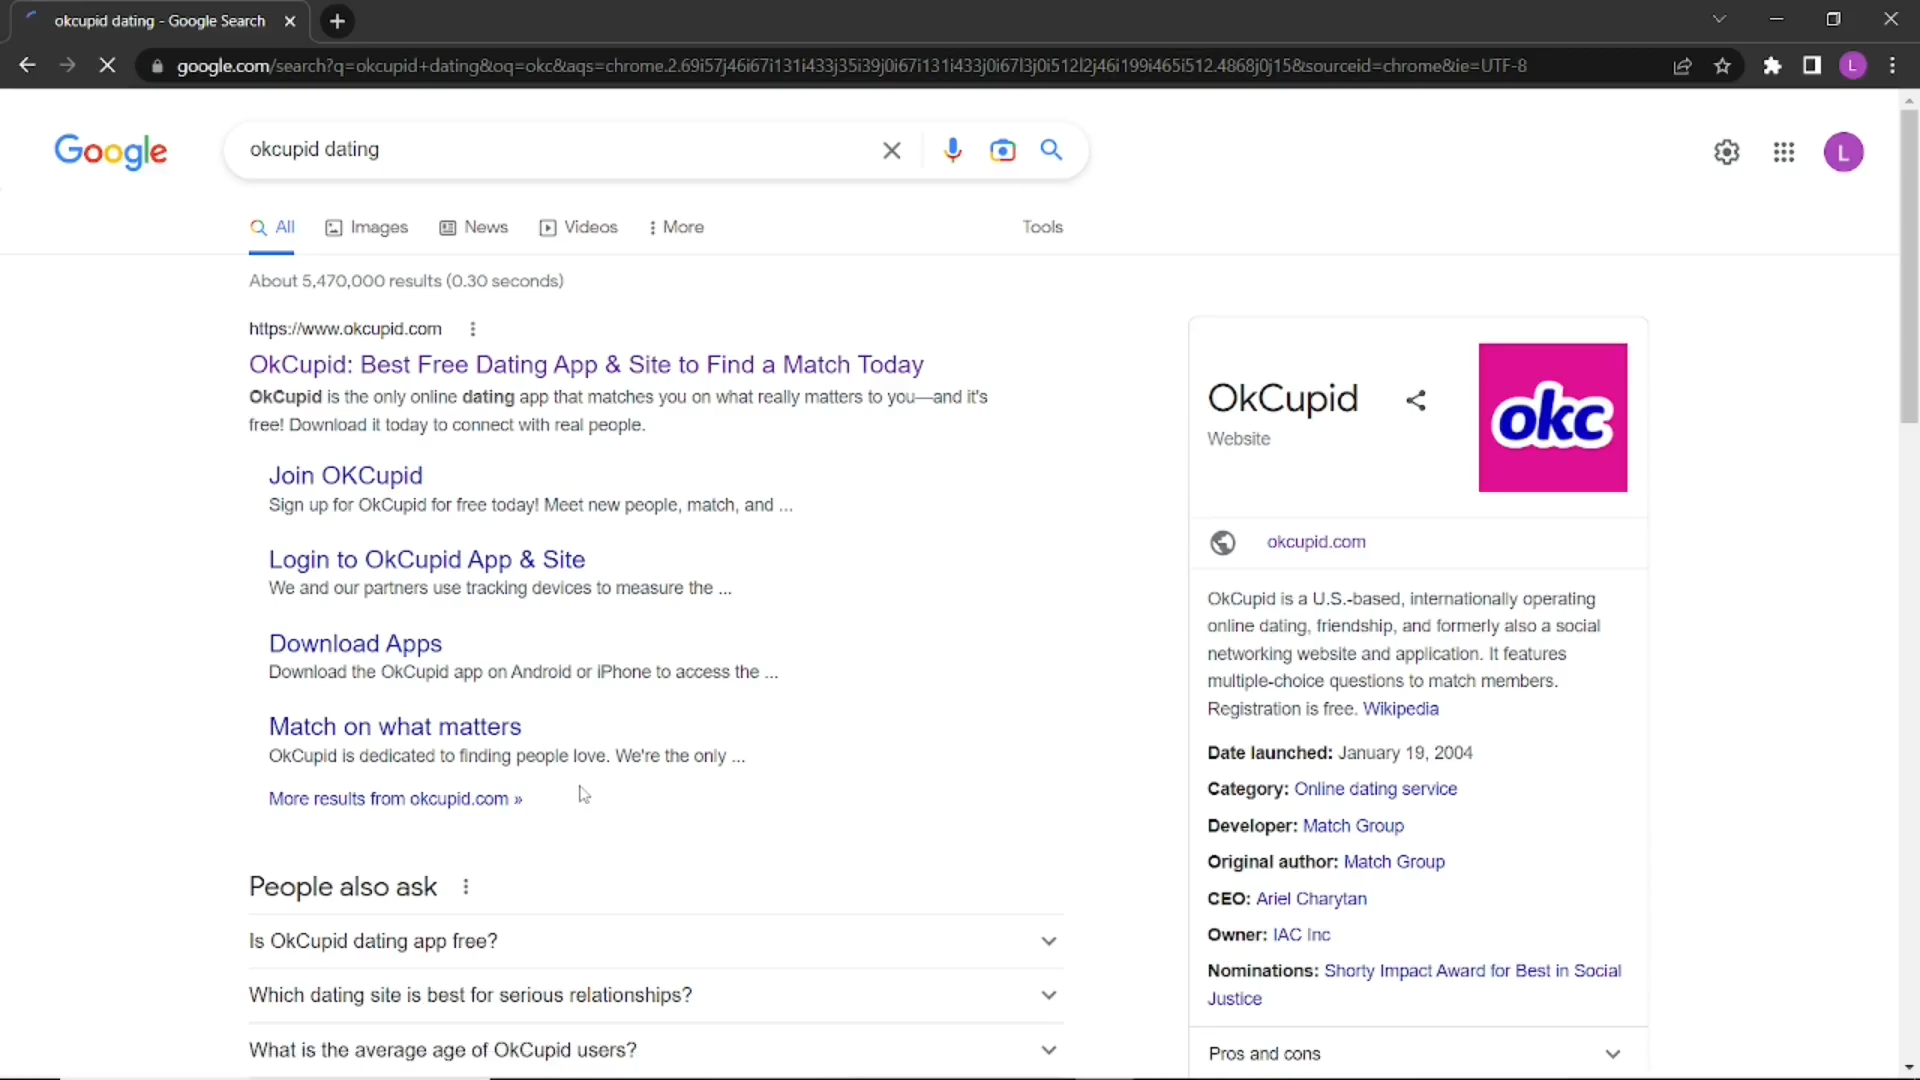 okcupid dating - Google Search
google.com/search?q=okcupid+dating&oq=okc&aqs=chrome.2.69i57j46i67i131i433j35i39j0i67i131i433j0i67l3j0i512l2j46i199i465i512.4868j0j15&sourceid=chrome&ie=UTF-8
L
Google
okcupid dating
L
All
Images
News
Videos
More
Tools
About 5,470,000 results (0.30 seconds)
https://www.okcupid.com
OkCupid: Best Free Dating App & Site to Find a Match Today
OkCupid is the only online dating app that matches you on what really matters to you—and it's
free! Download it today to connect with real people.
Join OKCupid
Sign up for OkCupid for free today! Meet new people, match, and ...
Login to OkCupid App & Site
We and our partners use tracking devices to measure the ...
Download Apps
Download the OkCupid app on Android or iPhone to access the ...
Match on what matters
OkCupid is dedicated to finding people love. We're the only ...
More results from okcupid.com »
People also ask
Is OkCupid dating app free?
Which dating site is best for serious relationships?
What is the average age of OkCupid users?
OkCupid
Website
okc
okcupid.com
OkCupid is a U.S.-based, internationally operating
online dating, friendship, and formerly also a social
networking website and application. It features
multiple-choice questions to match members.
Registration is free. Wikipedia
Date launched: January 19, 2004
Category: Online dating service
Developer: Match Group
Original author: Match Group
CEO: Ariel Charytan
Owner: IAC Inc
Nominations: Shorty Impact Award for Best in Social
Justice
Pros and cons